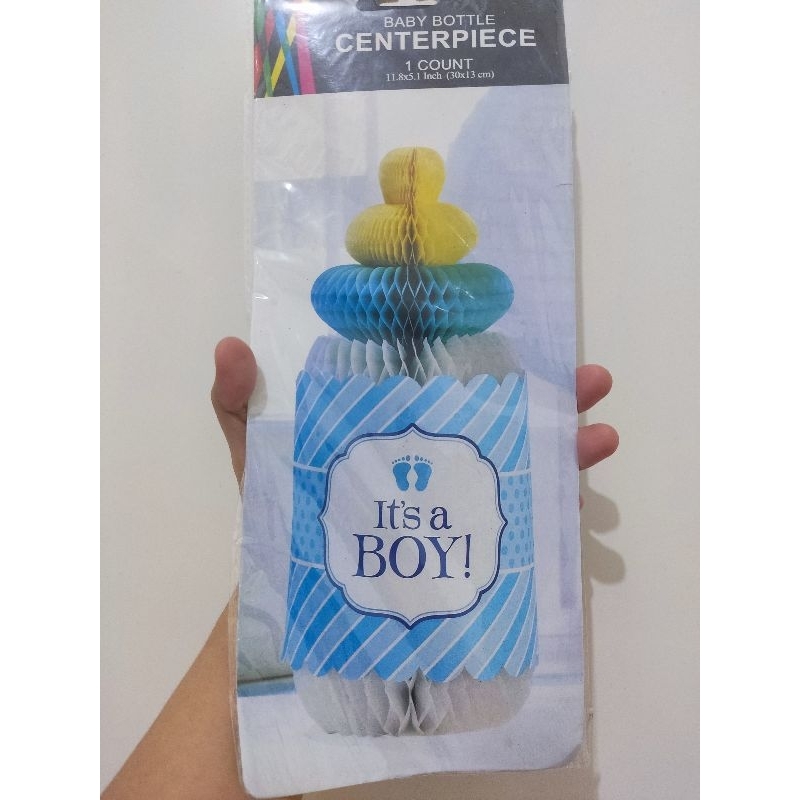 BABY BOTTLE
CENTERPIECE
1 COUNT
11.8x5.1 Inch (30x13 cm)
It's a
BOY!